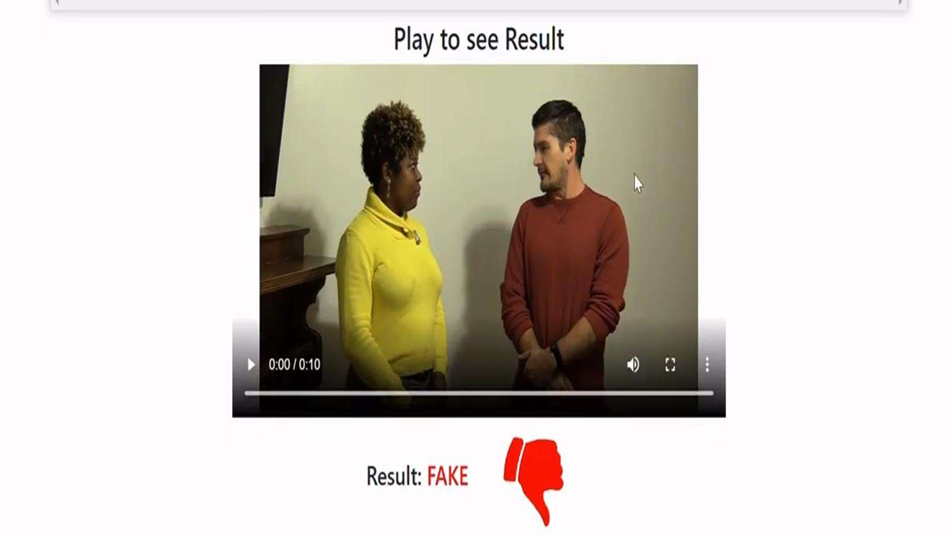 Play to see Result
0:00 / 0:10
Result: FAKE